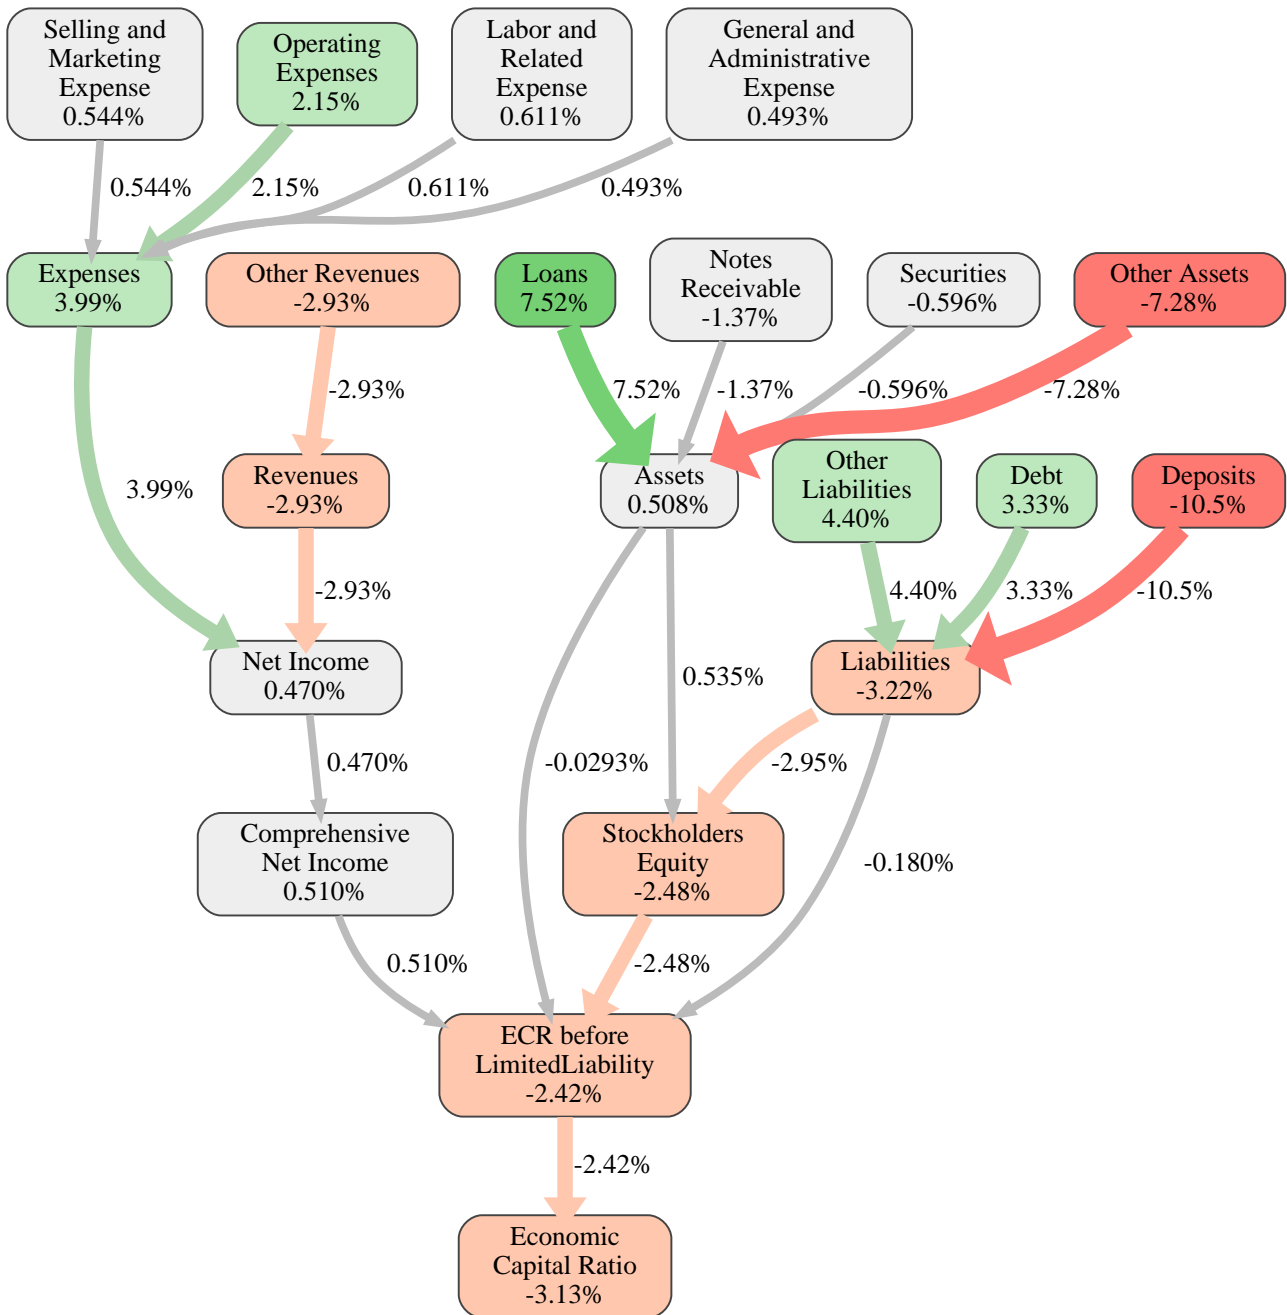 Selling and
Marketing
Expense
0.544%
Operating
Expenses
2.15%
Labor and
Related
Expense
0.611%
General and
Administrative
Expense
0.493%
0.544%
2.15%
0.611%
0.493%
Expenses
3.99%
Other Revenues
-2.93%
Loans
7.52%
Notes
Receivable
-1.37%
Securities
-0.596%
Other Assets
-7.28%
-2.93%
7.52%
-1.37%
-0.596%
-7.28%
3.99%
Revenues
-2.93%
Assets
0.508%
Other
Liabilities
4.40%
Debt
3.33%
Deposits
-10.5%
-2.93%
4.40%
3.33%
-10.5%
Net Income
0.470%
0.535%
Liabilities
-3.22%
0.470%
-0.0293%
-2.95%
Comprehensive
Net Income
0.510%
Stockholders
Equity
-2.48%
-0.180%
0.510%
-2.48%
ECR before
LimitedLiability
-2.42%
-2.42%
Economic
Capital Ratio
-3.13%